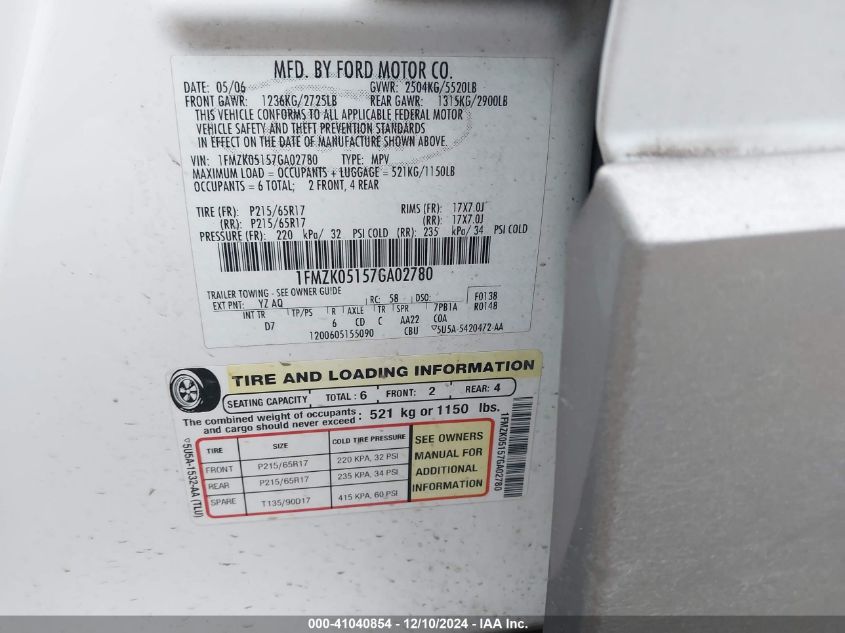 MFD. BY FORD MOTOR CO.
DATE: 05/06 GVWR: 2504KG/5520LB
FRONT GAWR: 1236KG/2725LB REAR GAWR: 1315KG/2900LB
THIS VEHICLE CONFORMS TO ALL APPLICABLE FEDERAL MOTOR
VEHICLE SAFETY AND THEFT PREVENTION STANDARDS
IN EFFECT ON THE DATE OF MANUFACTURE SHOWN ABOVE.
VIN: 1FMZK05157GA02780 TYPE: MPV
MAXIMUM LOAD = OCCUPANTS + LUGGAGE = 521KG/1150LB
OCCUPANTS = 6 TOTAL; 2 FRONT, 4 REAR
TIRE (FR): P215/65R17 RIMS (FR): 17X7.0J
(RR): P215/65R17 (RR): 17X7.0J
PRESSURE (FR): 220 kPa/ 32 PSI COLD (RR): 235 kPa/ 34 PSI COLD
1FMZK05157GA02780
TRAILER TOWING - SEE OWNER GUIDE
EXT PNT: YZ AQ RC: 58 DSO: F0138
INT TR TP/PS R AXLE TR SPR 7PB1A R0148
D7 6 CD C AA22 COA
1200605155090 CBU ▽5U5A-5420472-AA
TIRE AND LOADING INFORMATION
SEATING CAPACITY TOTAL : 6 FRONT: 2 REAR: 4
The combined weight of occupants and cargo should never exceed : 521 kg or 1150 lbs.
TIRE SIZE COLD TIRE PRESSURE
FRONT P215/65R17 220 KPA, 32 PSI
REAR P215/65R17 235 KPA, 34 PSI
SPARE T135/90D17 415 KPA, 60 PSI
SEE OWNERS
MANUAL FOR
ADDITIONAL
INFORMATION
▽5U5A-1532-AA (TLU)
1FMZK05157GA02780
000-41040854 - 12/10/2024 - IAA Inc.